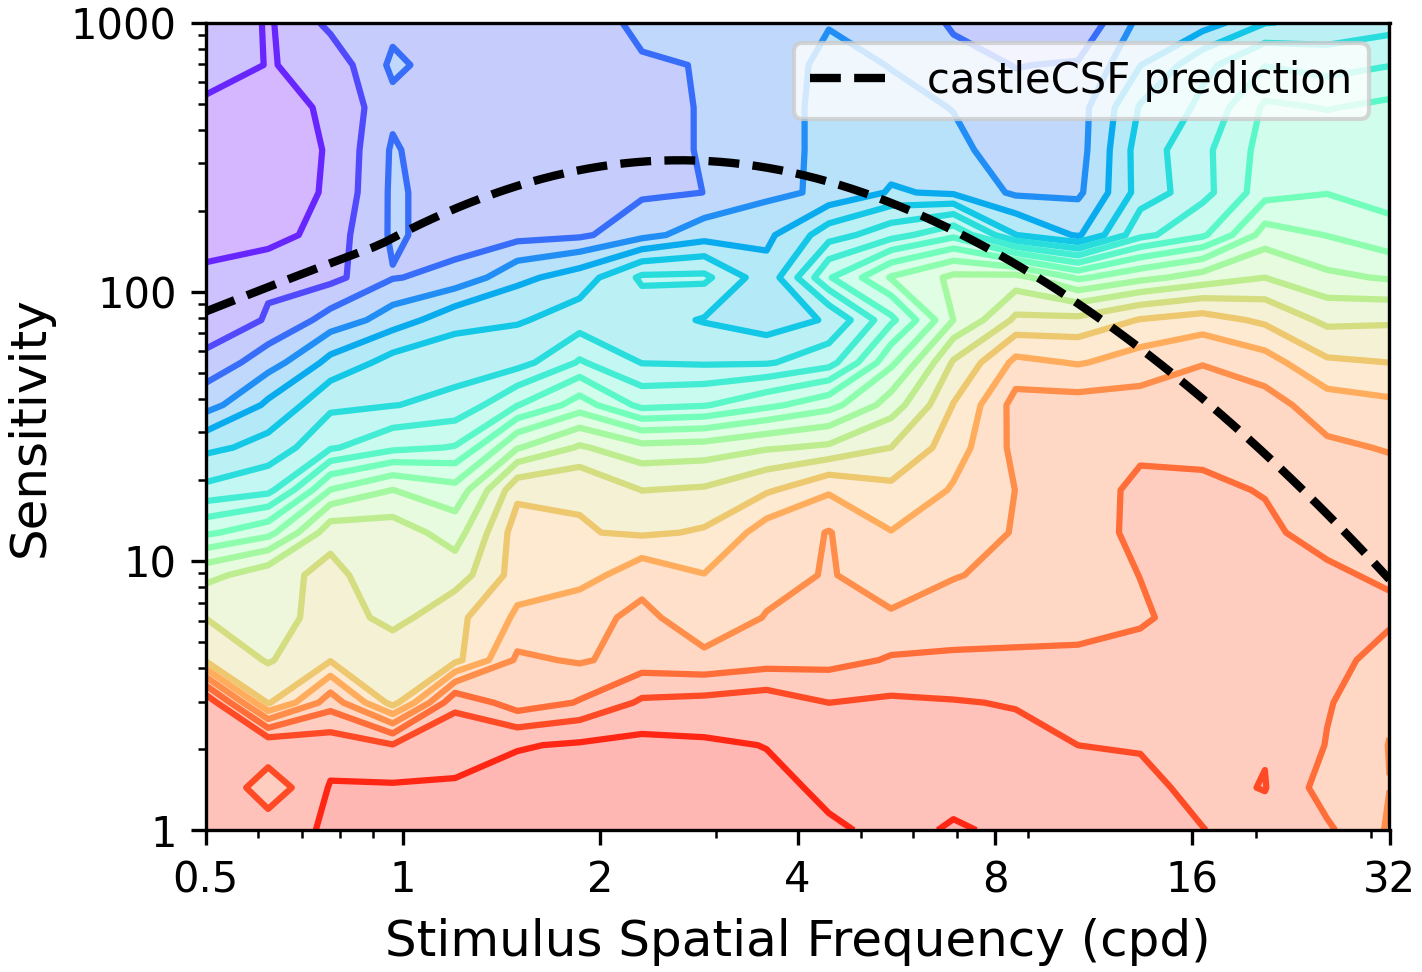 1000
castleCSF prediction
100
10
1
Sensitivity
0.5 1 2 4 8 16 32
Stimulus Spatial Frequency (cpd)